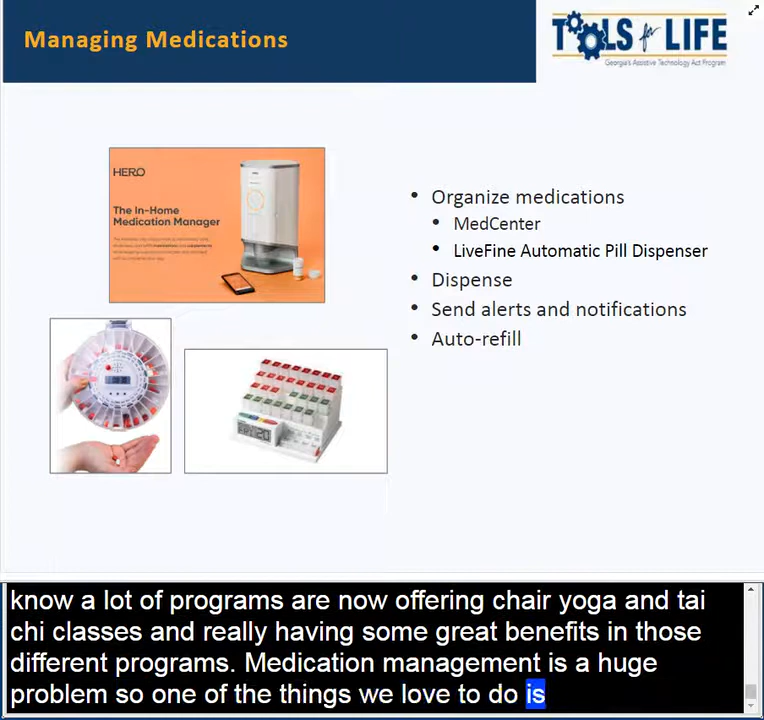 Managing Medications
TOOLS for LIFE
Georgia's Assistive Technology Act Program
HERO
The In-Home
Medication Manager
• Organize medications
• MedCenter
• LiveFine Automatic Pill Dispenser
• Dispense
• Send alerts and notifications
• Auto-refill
know a lot of programs are now offering chair yoga and tai
chi classes and really having some great benefits in those
different programs. Medication management is a huge
problem so one of the things we love to do is